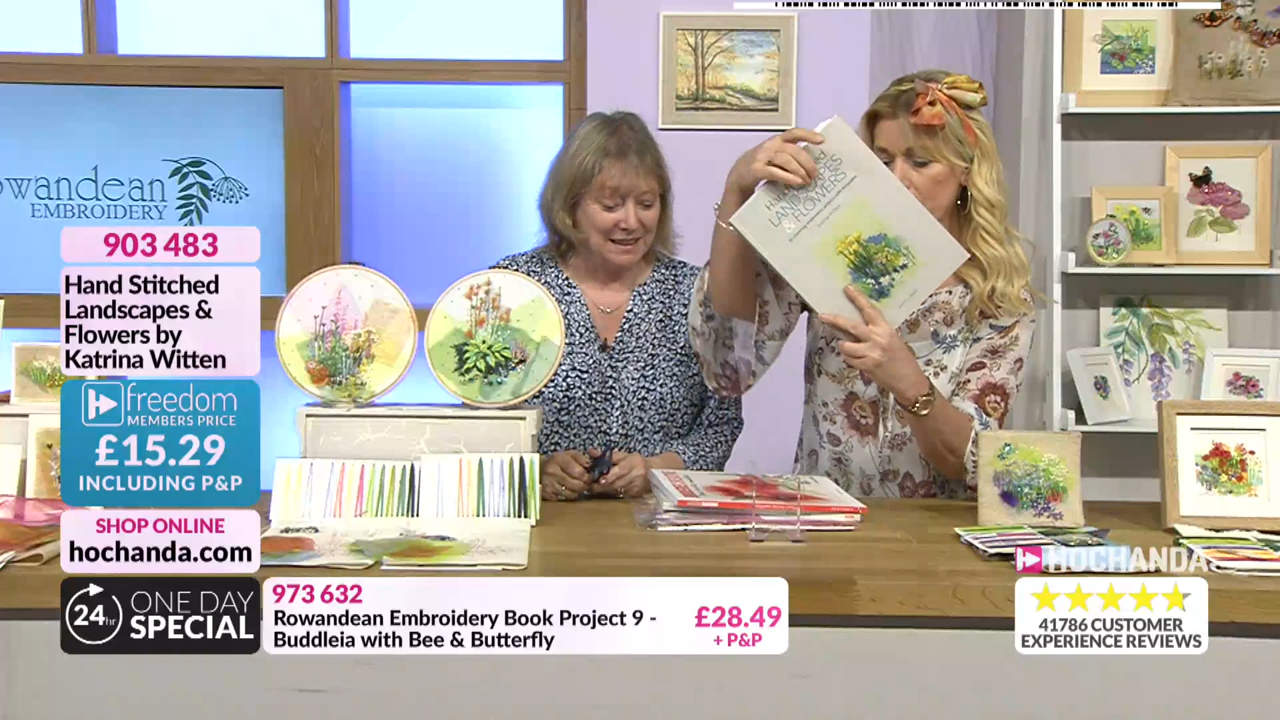 owandean
EMBROIDERY
903 483
Hand Stitched
Landscapes &
Flowers by
Katrina Witten
freedom
MEMBERS PRICE
£15.29
INCLUDING P&P
SHOP ONLINE
hochanda.com
24hr
ONE DAY
SPECIAL
973 632
Rowandean Embroidery Book Project 9 -
Buddleia with Bee & Butterfly
£28.49
+ P&P
LANDSCAPES
& FLOWERS
HOCHANDA
41786 CUSTOMER
EXPERIENCE REVIEWS